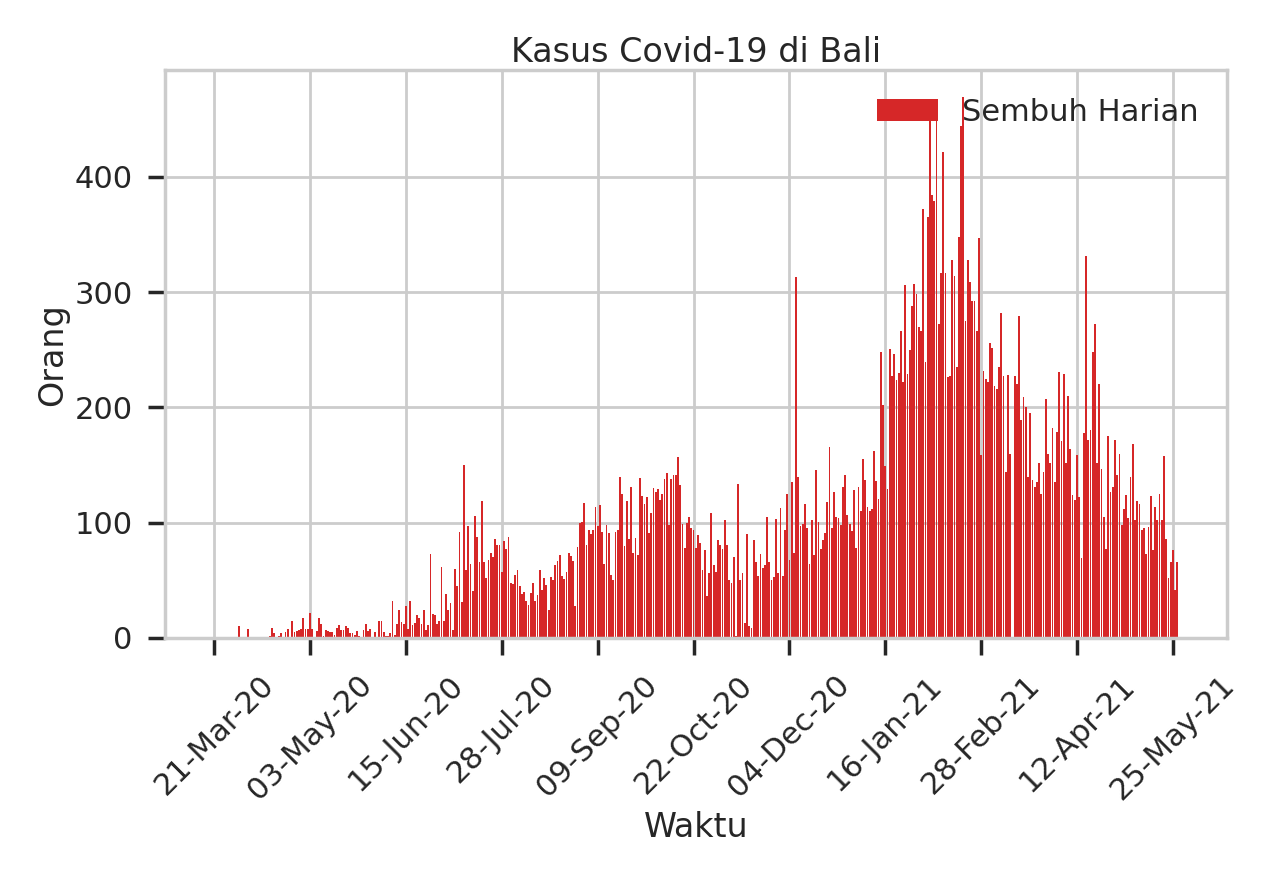 Kasus Covid-19 di Bali
Sembuh Harian
Orang
400
300
200
100
0
21-Mar-20
03-May-20
15-Jun-20
28-Jul-20
09-Sep-20
22-Oct-20
04-Dec-20
16-Jan-21
28-Feb-21
12-Apr-21
25-May-21
Waktu